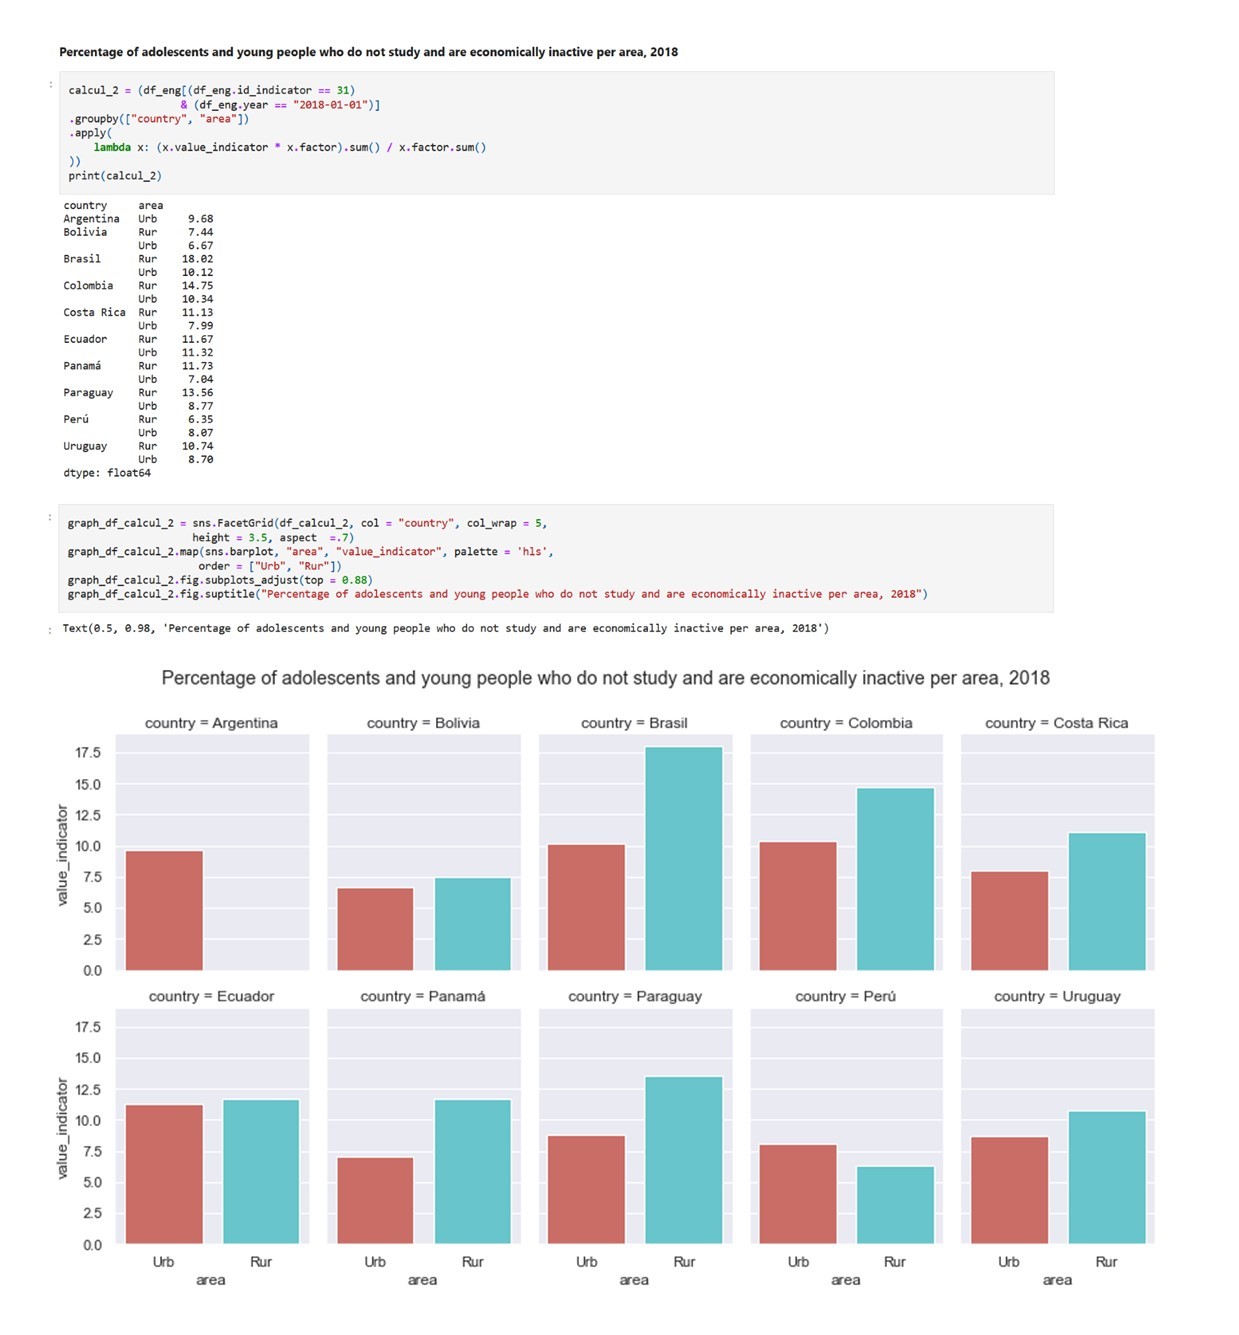 Percentage of adolescents and young people who do not study and are economically inactive per area, 2018
:
calcul_2 = (df_eng[(df_eng.id_indicator == 31)
& (df_eng.year == "2018-01-01")]
.groupby(["country", "area"])
.apply(
lambda x: (x.value_indicator * x.factor).sum() / x.factor.sum()
))
print(calcul_2)
country area
Argentina Urb 9.68
Bolivia Rur 7.44
Urb 6.67
Brasil Rur 18.02
Urb 10.12
Colombia Rur 14.75
Urb 10.34
Costa Rica Rur 11.13
Urb 7.99
Ecuador Rur 11.67
Urb 11.32
Panamá Rur 11.73
Urb 7.04
Paraguay Rur 13.56
Urb 8.77
Perú Rur 6.35
Urb 8.07
Uruguay Rur 10.74
Urb 8.70
dtype: float64
:
graph_df_calcul_2 = sns.FacetGrid(df_calcul_2, col = "country", col_wrap = 5,
height = 3.5, aspect =.7)
graph_df_calcul_2.map(sns.barplot, "area", "value_indicator", palette = 'hls',
order = ["Urb", "Rur"])
graph_df_calcul_2.fig.subplots_adjust(top = 0.88)
graph_df_calcul_2.fig.suptitle("Percentage of adolescents and young people who do not study and are economically inactive per area, 2018")
: Text(0.5, 0.98, 'Percentage of adolescents and young people who do not study and are economically inactive per area, 2018')
Percentage of adolescents and young people who do not study and are economically inactive per area, 2018
country = Argentina country = Bolivia country = Brasil country = Colombia country = Costa Rica
17.5
15.0
12.5
10.0
7.5
5.0
2.5
0.0
value_indicator
country = Ecuador country = Panamá country = Paraguay country = Perú country = Uruguay
17.5
15.0
12.5
10.0
7.5
5.0
2.5
0.0
value_indicator
Urb Rur Urb Rur Urb Rur Urb Rur Urb Rur
area area area area area